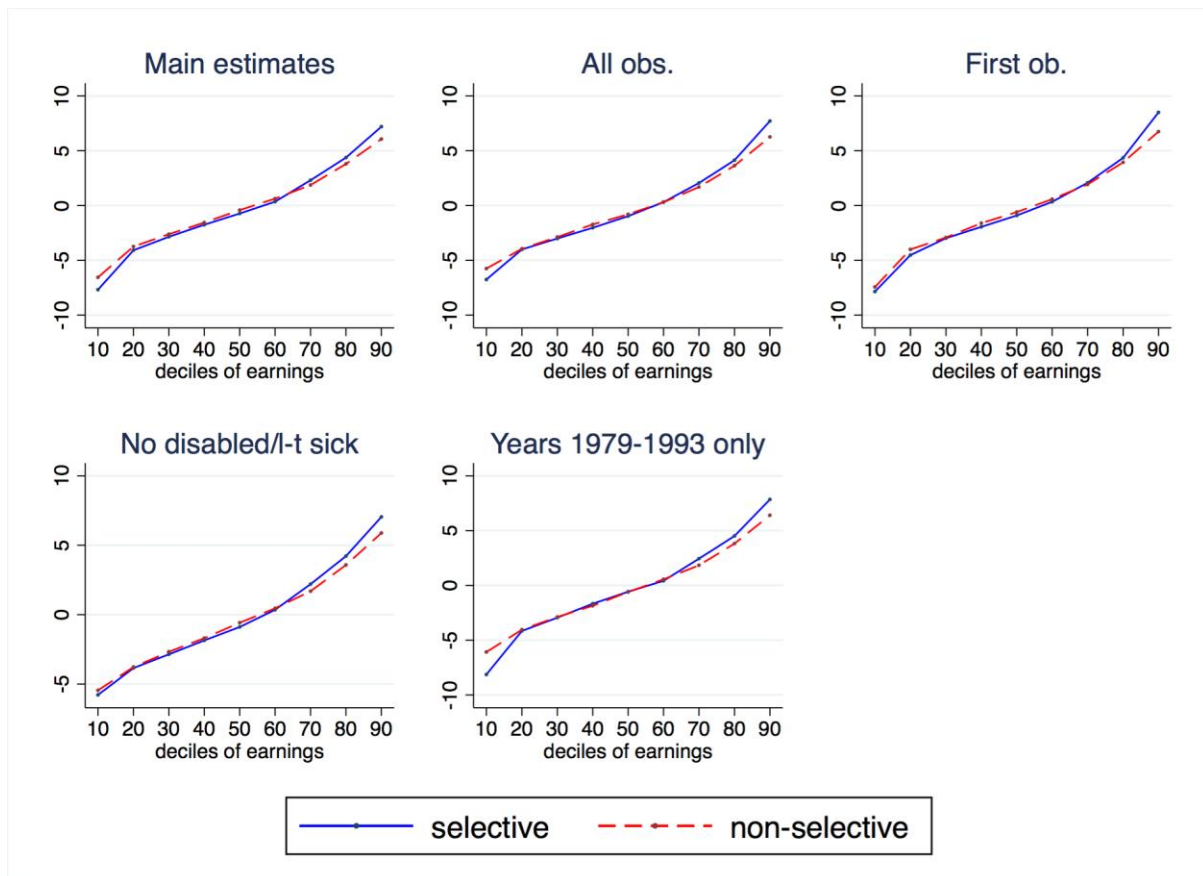 Main estimates
10
5
0
-5
-10
10 20 30 40 50 60 70 80 90
deciles of earnings
All obs.
10
5
0
-5
-10
10 20 30 40 50 60 70 80 90
deciles of earnings
First ob.
10
5
0
-5
-10
10 20 30 40 50 60 70 80 90
deciles of earnings
No disabled/l-t sick
10
5
0
-5
10 20 30 40 50 60 70 80 90
deciles of earnings
Years 1979-1993 only
10
5
0
-5
-10
10 20 30 40 50 60 70 80 90
deciles of earnings
selective non-selective